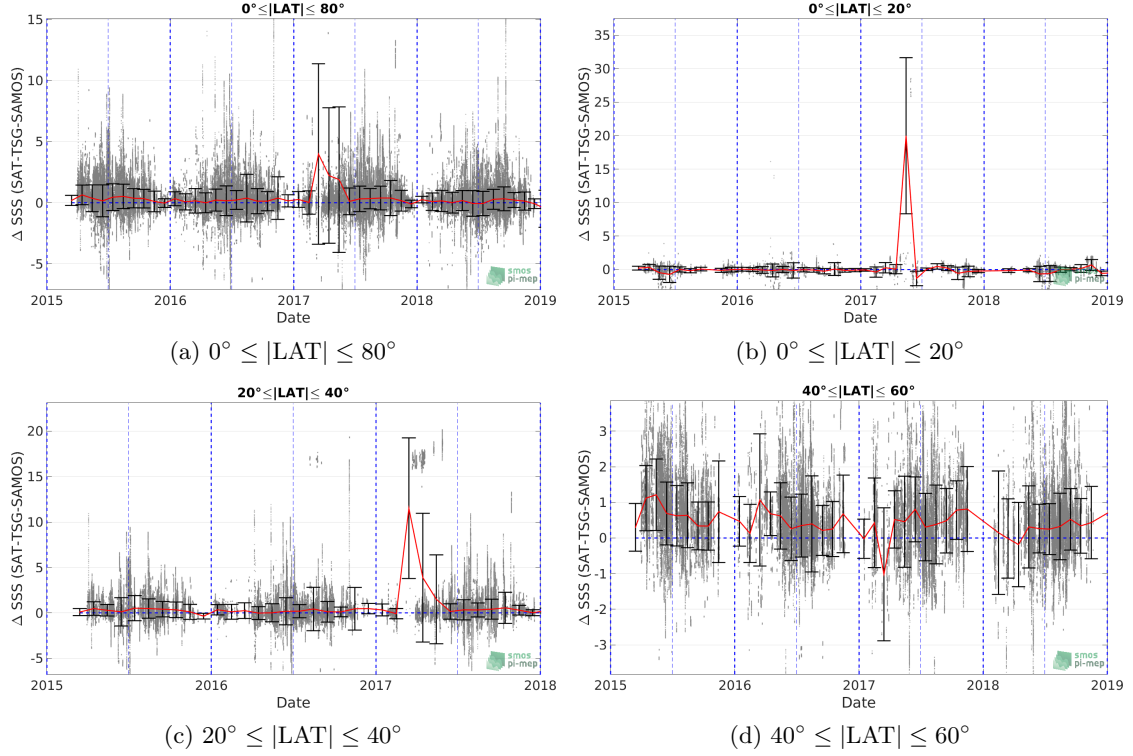 0°≤|LAT|≤ 80°
Δ SSS (SAT-TSG-SAMOS)
15
10
5
0
-5
smos
pi-mep
2015 2016 2017 2018 2019
Date
(a) 0° ≤ |LAT| ≤ 80°
0°≤|LAT|≤ 20°
Δ SSS (SAT-TSG-SAMOS)
35
30
25
20
15
10
5
0
smos
pi-mep
2015 2016 2017 2018 2019
Date
(b) 0° ≤ |LAT| ≤ 20°
20°≤|LAT|≤ 40°
Δ SSS (SAT-TSG-SAMOS)
20
15
10
5
0
-5
smos
pi-mep
2015 2016 2017 2018
Date
(c) 20° ≤ |LAT| ≤ 40°
40°≤|LAT|≤ 60°
Δ SSS (SAT-TSG-SAMOS)
3
2
1
0
-1
-2
-3
smos
pi-mep
2015 2016 2017 2018 2019
Date
(d) 40° ≤ |LAT| ≤ 60°